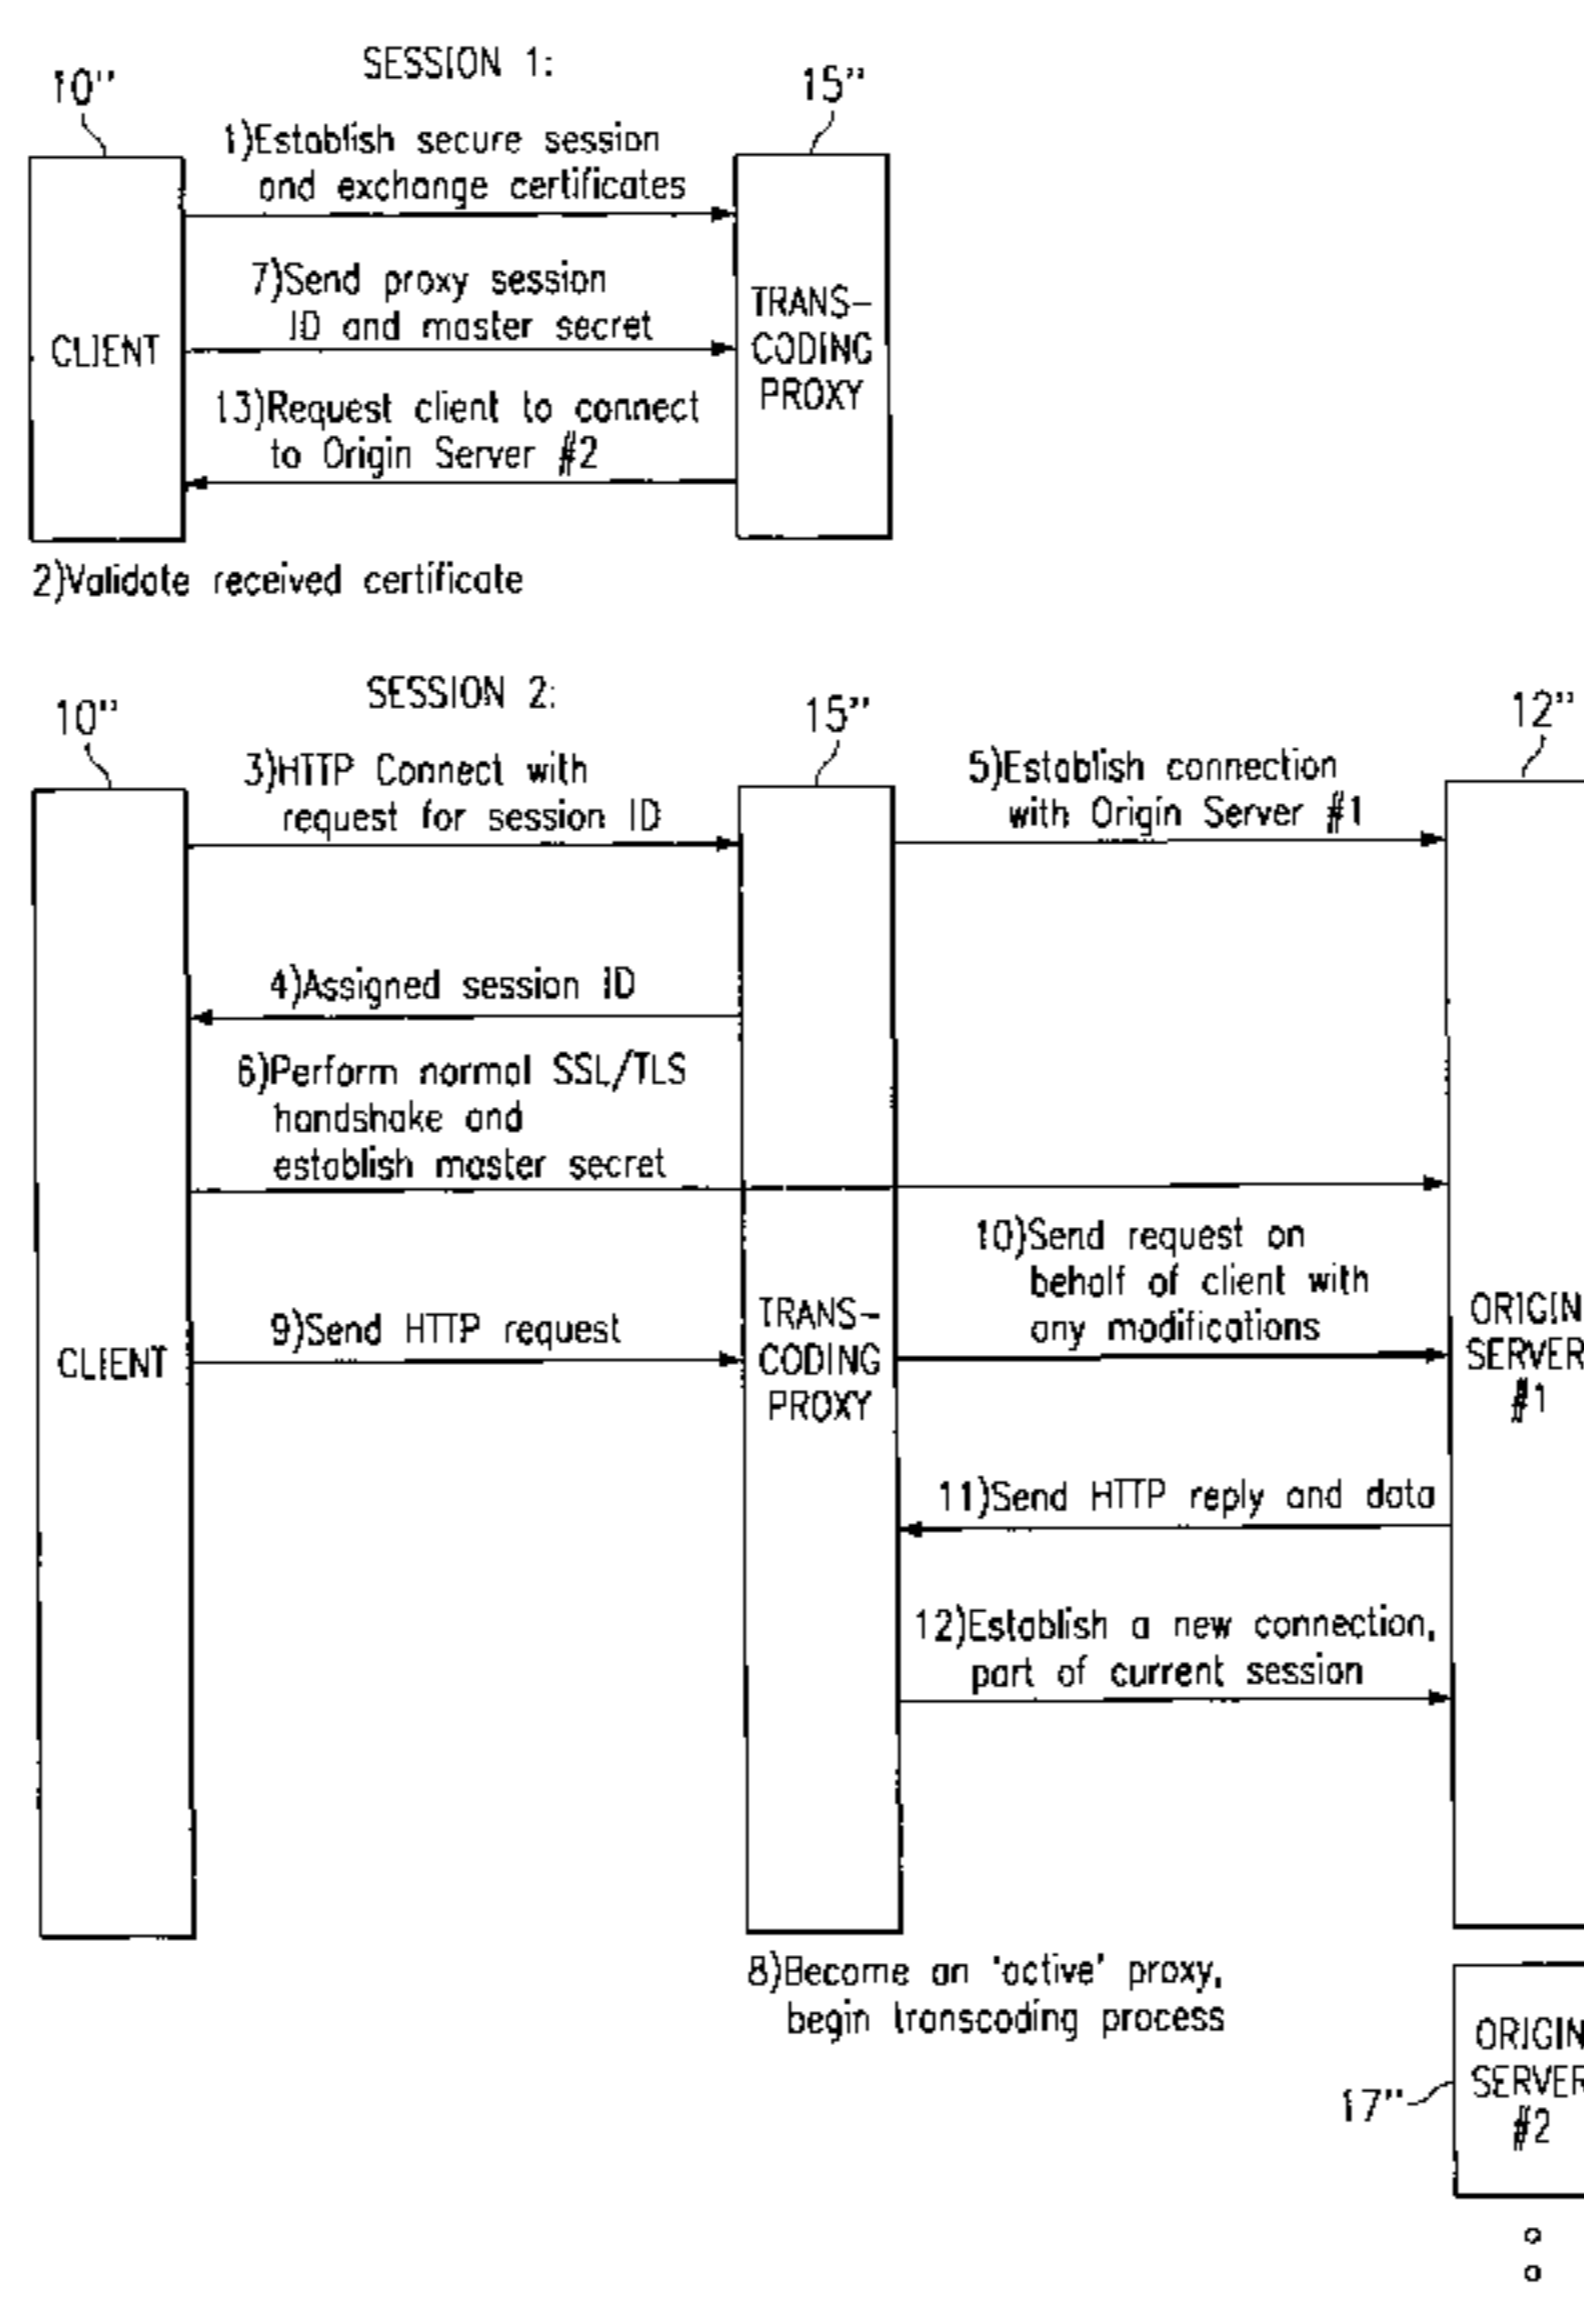 SESSION 1:
10"
15"
1)Establish secure session
and exchange certificates
7)Send proxy session
ID and master secret
CLIENT
TRANS-
CODING
PROXY
13)Request client to connect
to Origin Server #2
2)Validate received certificate
SESSION 2:
10"
15"
12"
3)HTTP Connect with
request for session ID
5)Establish connection
with Origin Server #1
4)Assigned session ID
6)Perform normal SSL/TLS
handshake and
establish master secret
10)Send request on
behalf of client with
any modifications
9)Send HTTP request
CLIENT
TRANS-
CODING
PROXY
ORIGIN
SERVER
#1
11)Send HTTP reply and data
12)Establish a new connection,
part of current session
8)Become an 'active' proxy,
begin transcoding process
17"
ORIGIN
SERVER
#2